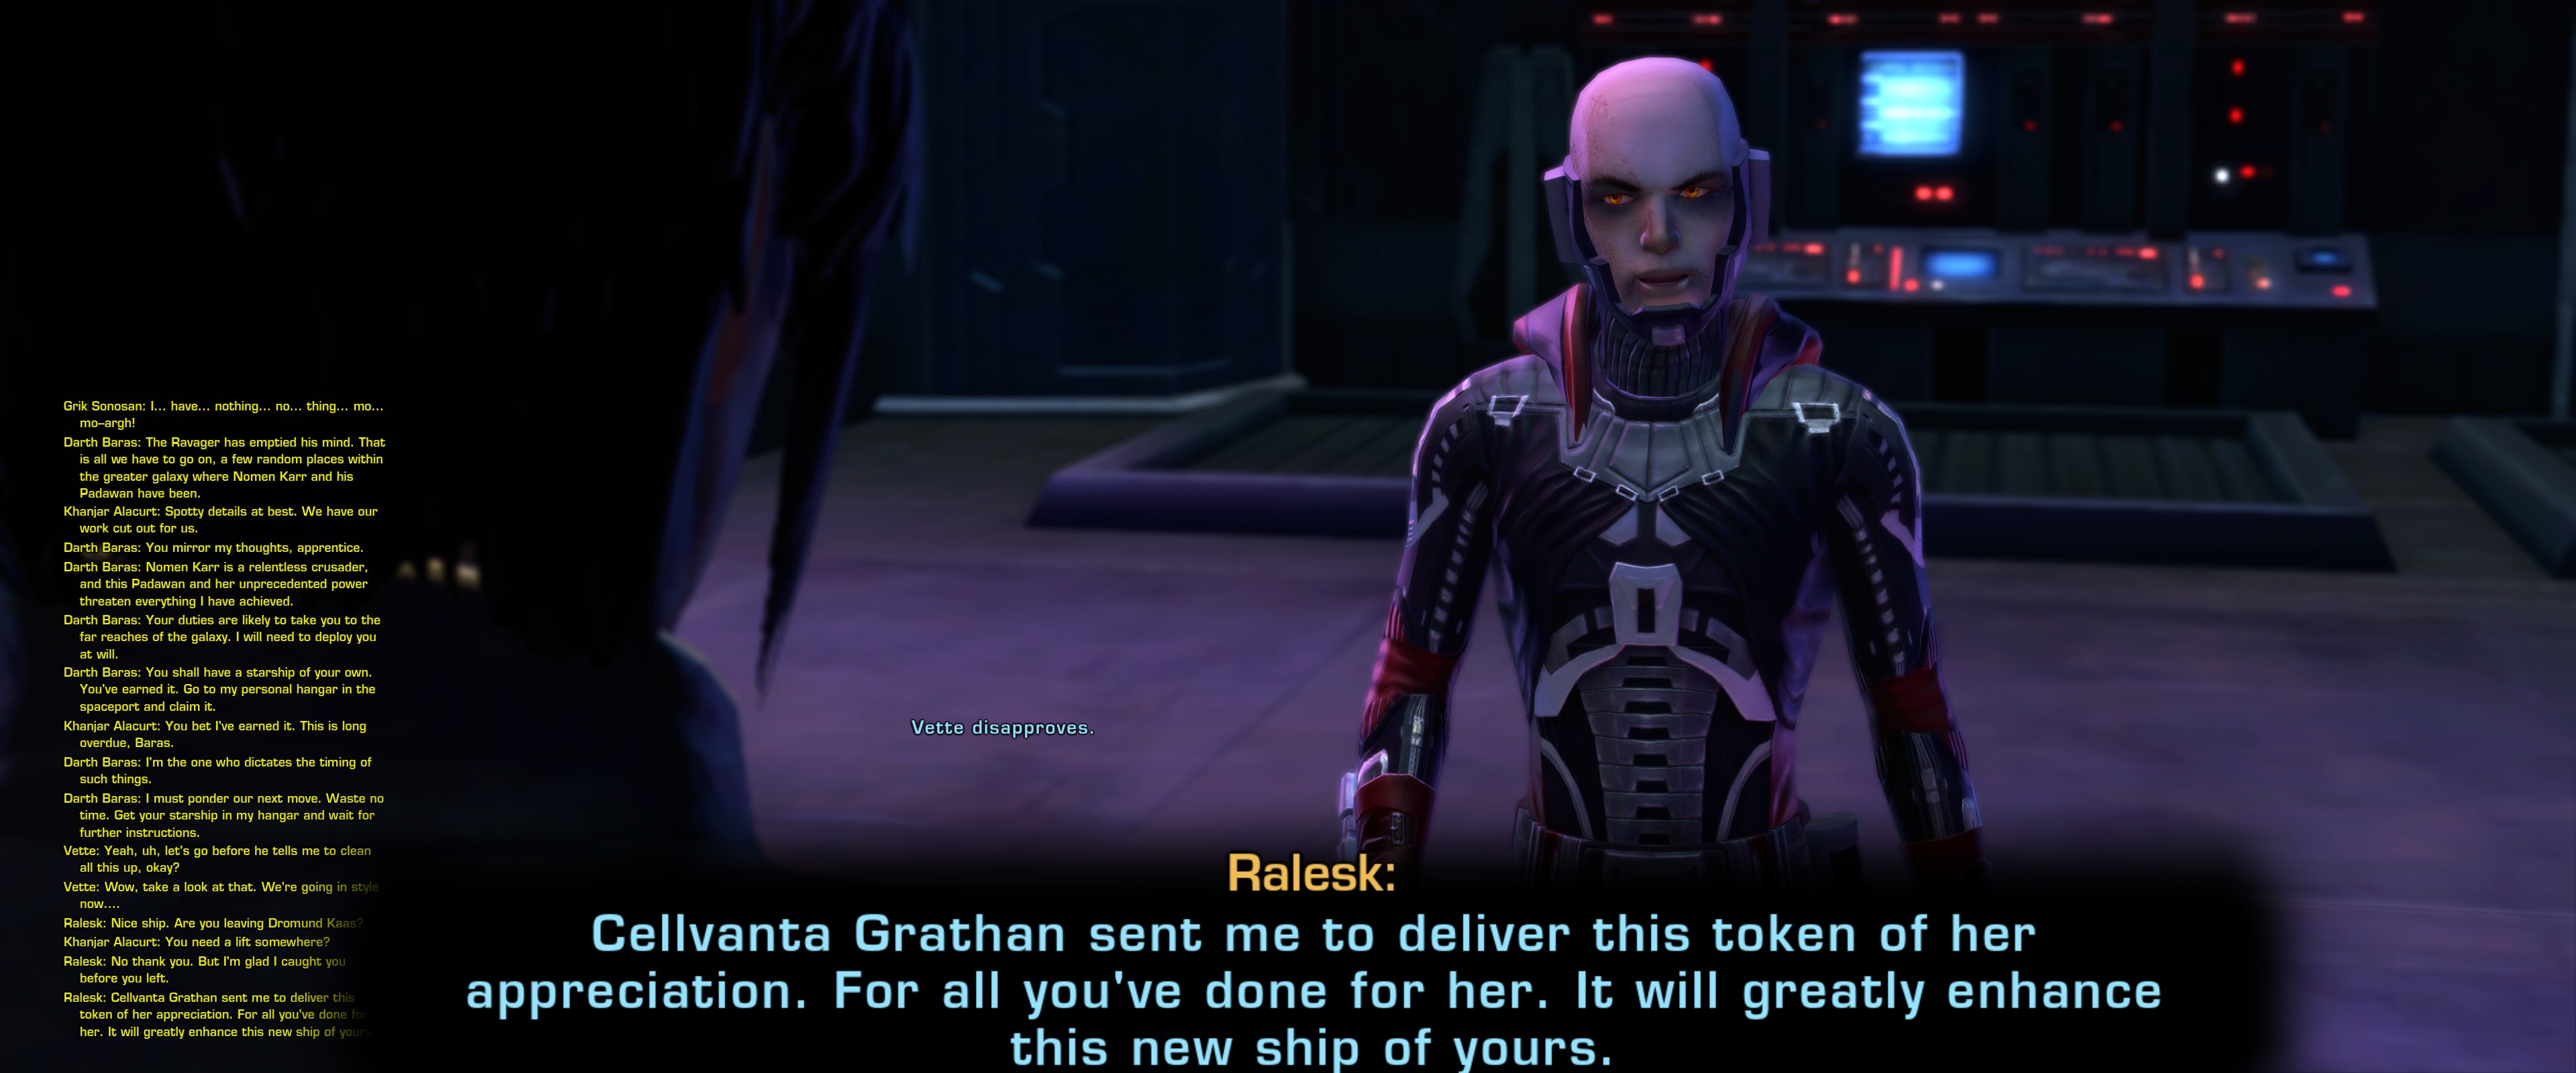 Grik Sonosan: I... have... nothing... no... thing... mo...
mo-argh!
Darth Baras: The Ravager has emptied his mind. That
is all we have to go on, a few random places within
the greater galaxy where Nomen Karr and his
Padawan have been.
Khanjar Alacurt: Spotty details at best. We have our
work cut out for us.
Darth Baras: You mirror my thoughts, apprentice.
Darth Baras: Nomen Karr is a relentless crusader,
and this Padawan and her unprecedented power
threaten everything I have achieved.
Darth Baras: Your duties are likely to take you to the
far reaches of the galaxy. I will need to deploy you
at will.
Darth Baras: You shall have a starship of your own.
You've earned it. Go to my personal hangar in the
spaceport and claim it.
Khanjar Alacurt: You bet I've earned it. This is long
overdue, Baras.
Darth Baras: I'm the one who dictates the timing of
such things.
Darth Baras: I must ponder our next move. Waste no
time. Get your starship in my hangar and wait for
further instructions.
Vette: Yeah, uh, let's go before he tells me to clean
all this up, okay?
Vette: Wow, take a look at that. We're going in style
now....
Ralesk: Nice ship. Are you leaving Dromund Kaas?
Khanjar Alacurt: You need a lift somewhere?
Ralesk: No thank you. But I'm glad I caught you
before you left.
Ralesk: Cellvanta Grathan sent me to deliver this
token of her appreciation. For all you've done for
her. It will greatly enhance this new ship of yours.
Vette disapproves.
Ralesk:
Cellvanta Grathan sent me to deliver this token of her
appreciation. For all you've done for her. It will greatly enhance
this new ship of yours.